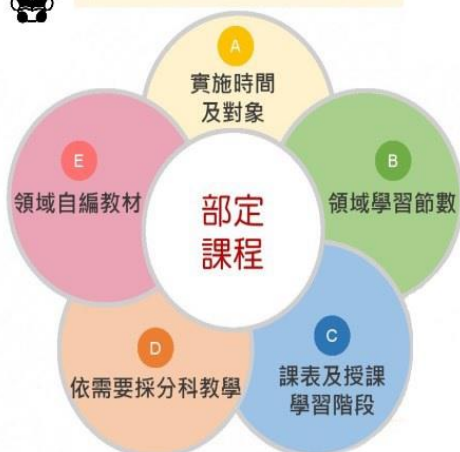 A
實施時間
及對象
B
領域學習節數
C
課表及授課
學習階段
D
依需要採分科教學
E
領域自編教材
部定
課程